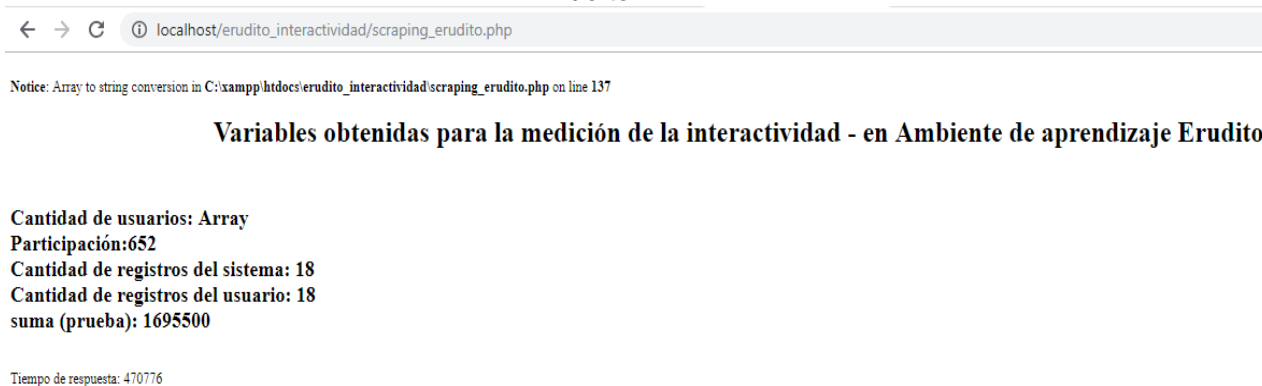 localhost/erudito_interactividad/scraping_erudito.php
Notice: Array to string conversion in C:\xampp\htdocs\erudito_interactividad\scraping_erudito.php on line 137
Variables obtenidas para la medición de la interactividad - en Ambiente de aprendizaje Erudito
Cantidad de usuarios: Array
Participación:652
Cantidad de registros del sistema: 18
Cantidad de registros del usuario: 18
suma (prueba): 1695500
Tiempo de respuesta: 470776